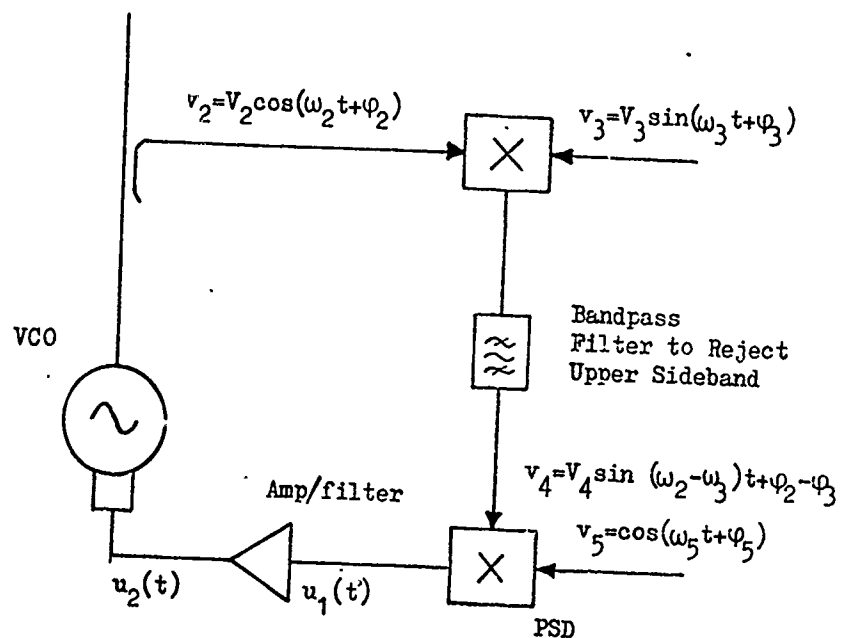 v₂=V₂cos(ω₂t+φ₂)
v₃=V₃sin(ω₃t+φ₃)
×
VCO
Bandpass
Filter to Reject
Upper Sideband
v₄=V₄sin (ω₂-ω₃)t+φ₂-φ₃
Amp/filter
v₅=cos(ω₅t+φ₅)
×
u₂(t)
u₁(t)
PSD